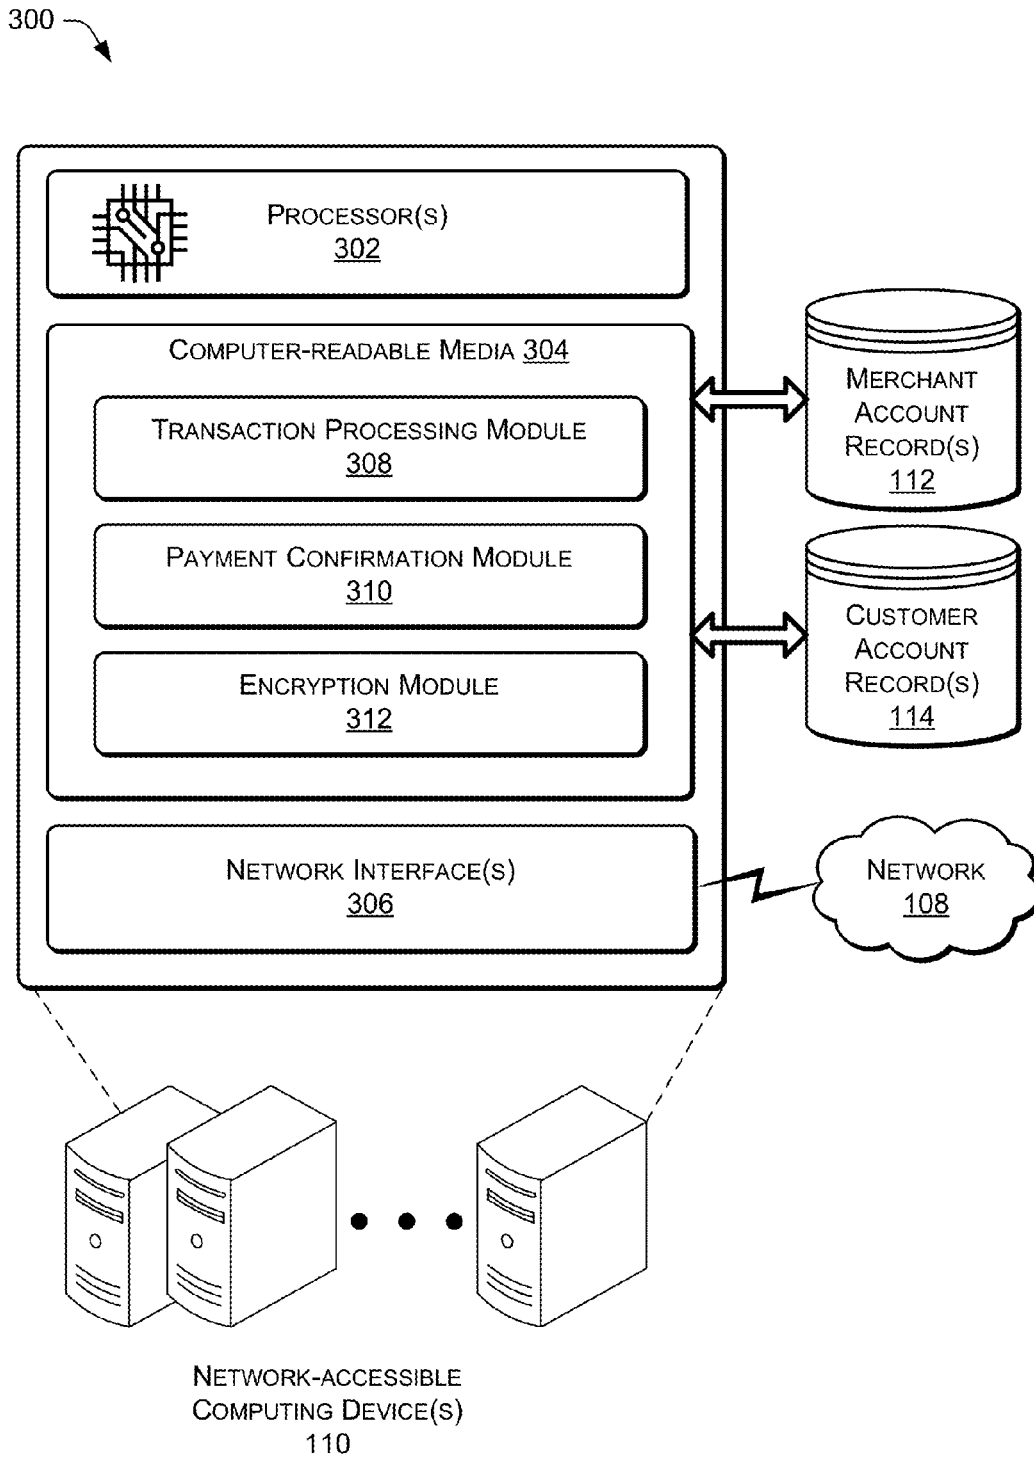 300
PROCESSOR(S)
302
COMPUTER-READABLE MEDIA 304
TRANSACTION PROCESSING MODULE
308
PAYMENT CONFIRMATION MODULE
310
ENCRYPTION MODULE
312
NETWORK INTERFACE(S)
306
MERCHANT
ACCOUNT
RECORD(S)
112
CUSTOMER
ACCOUNT
RECORD(S)
114
NETWORK
108
NETWORK-ACCESSIBLE
COMPUTING DEVICE(S)
110